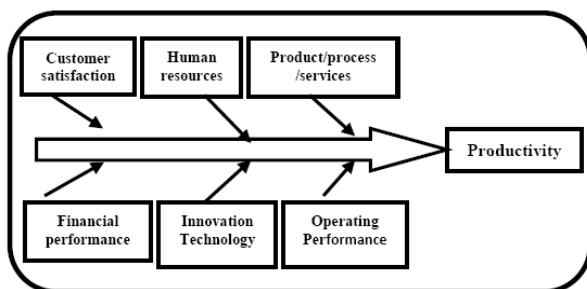 Customer
satisfaction
Human
resources
Product/process
/services
Productivity
Financial
performance
Innovation
Technology
Operating
Performance